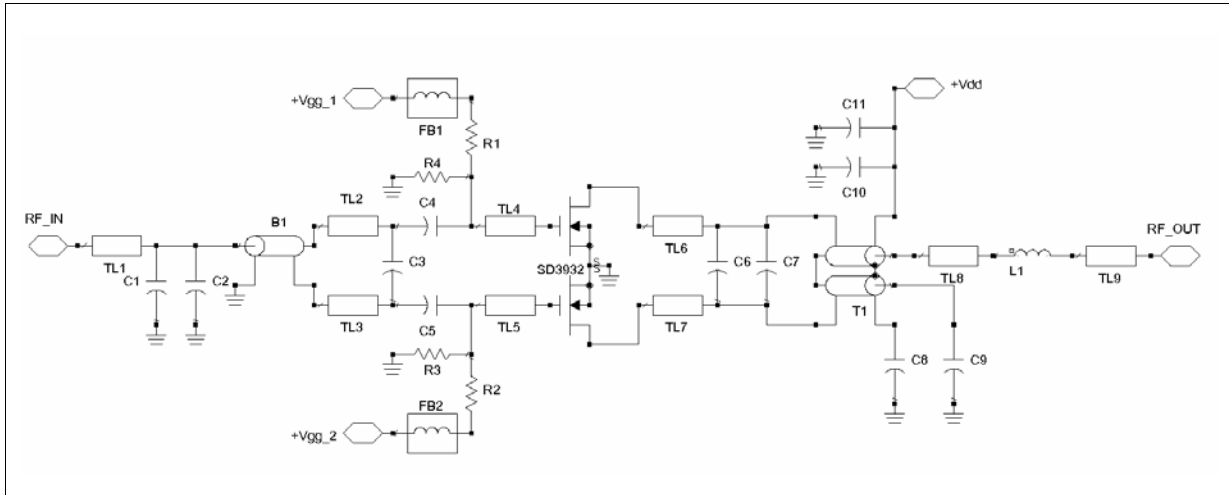 +Vgg_1
FB1
R1
R4
C11
+Vdd
C10
RF_IN
TL1
C1
C2
B1
TL2
C4
TL4
C3
SD3932
S
S
TL3
C5
TL5
R3
R2
FB2
+Vgg_2
TL6
C6
C7
TL7
T1
TL8
L1
TL9
RF_OUT
C8
C9